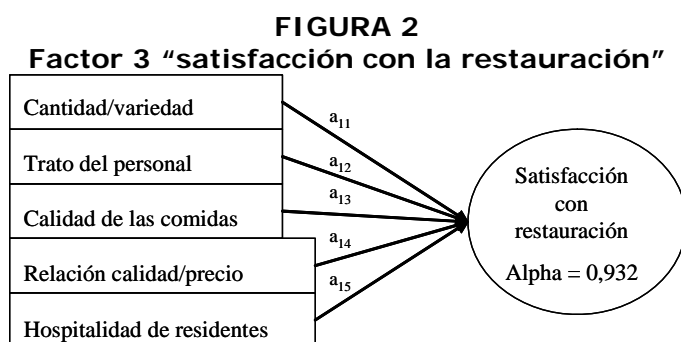 FIGURA 2
Factor 3 “satisfacción con la restauración”
Cantidad/variedad
Trato del personal
Calidad de las comidas
Relación calidad/precio
Hospitalidad de residentes
a11
a12
a13
a14
a15
Satisfacción
con
restauración
Alpha = 0,932